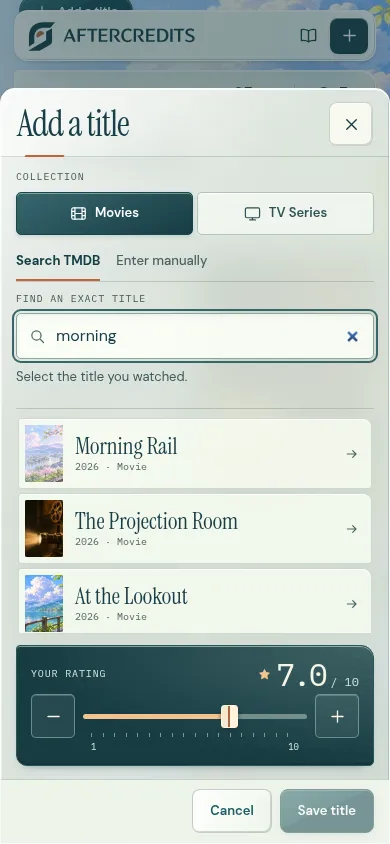 Add a title
AFTERCREDITS
Add a title
COLLECTION
Movies
TV Series
Search TMDB
Enter manually
FIND AN EXACT TITLE
morning
Select the title you watched.
Morning Rail
2026 · Movie
The Projection Room
2026 · Movie
At the Lookout
2026 · Movie
YOUR RATING
7.0 / 10
1
10
Cancel
Save title